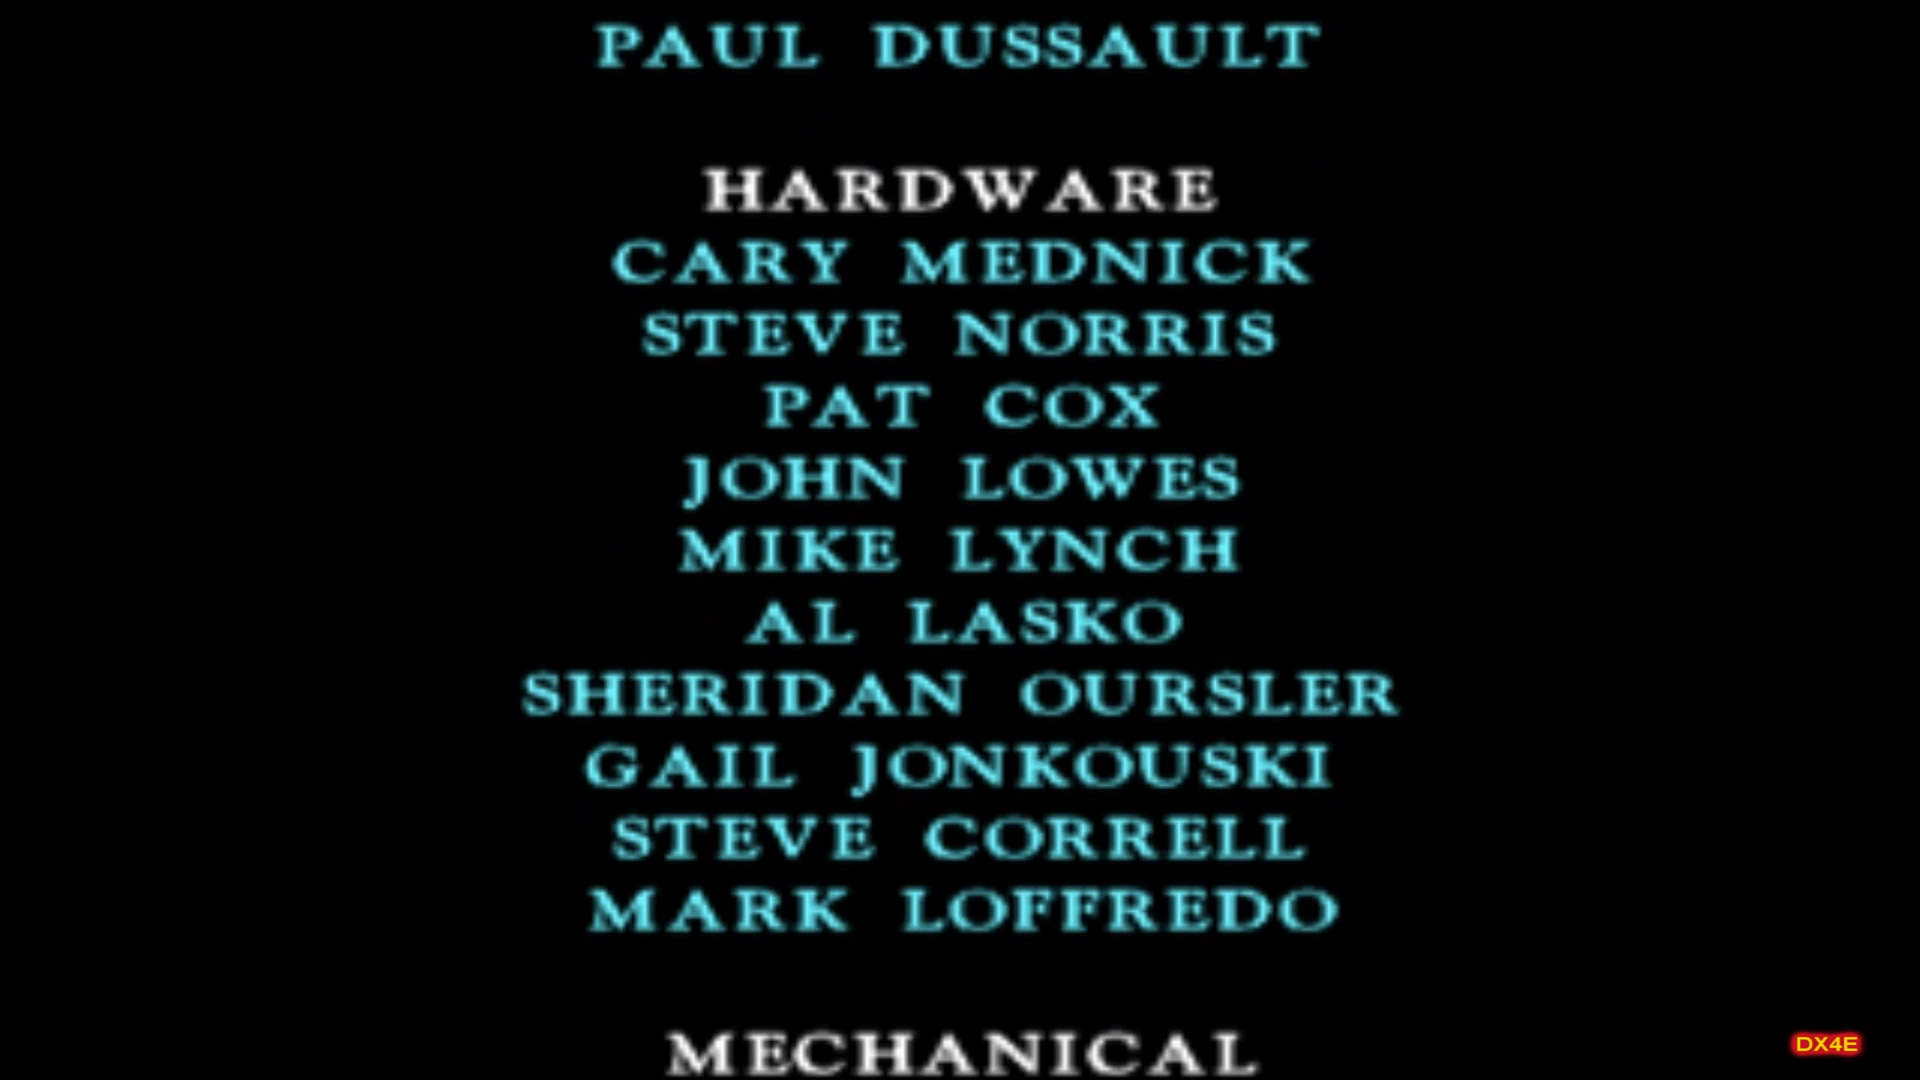 PAUL DUSSAULT
HARDWARE
CARY MEDNICK
STEVE NORRIS
PAT COX
JOHN LOWES
MIKE LYNCH
AL LASKO
SHERIDAN OURSLER
GAIL JONKOUSKI
STEVE CORRELL
MARK LOFFREDO
MECHANICAL
DX4E